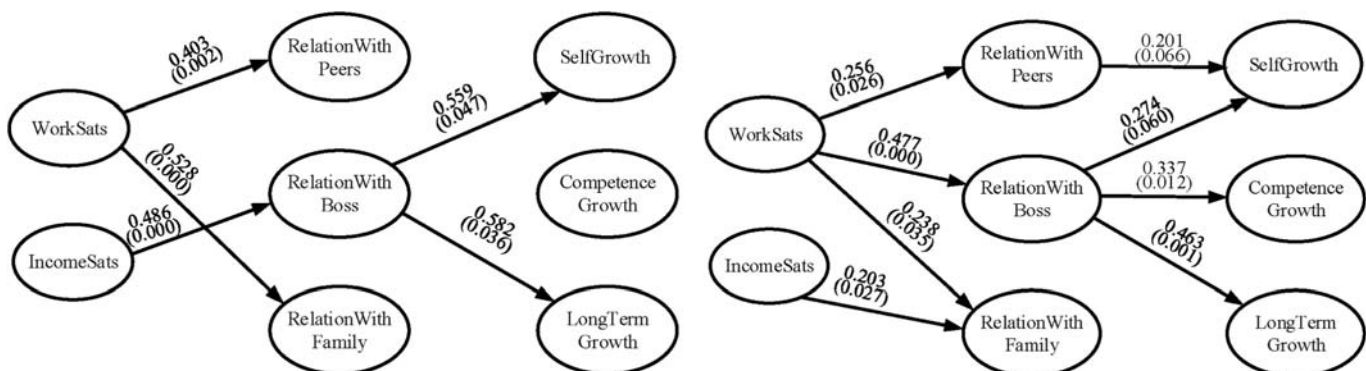 0.403
(0.002)
RelationWith
Peers
0.559
(0.047)
SelfGrowth
WorkSats
0.528
(0.000)
RelationWith
Boss
Competence
Growth
0.486
(0.000)
IncomeSats
0.582
(0.036)
RelationWith
Family
LongTerm
Growth
0.256
(0.026)
RelationWith
Peers
0.201
(0.066)
SelfGrowth
WorkSats
0.477
(0.000)
0.274
(0.060)
RelationWith
Boss
0.337
(0.012)
Competence
Growth
0.238
(0.035)
0.463
(0.001)
IncomeSats
0.203
(0.027)
RelationWith
Family
LongTerm
Growth